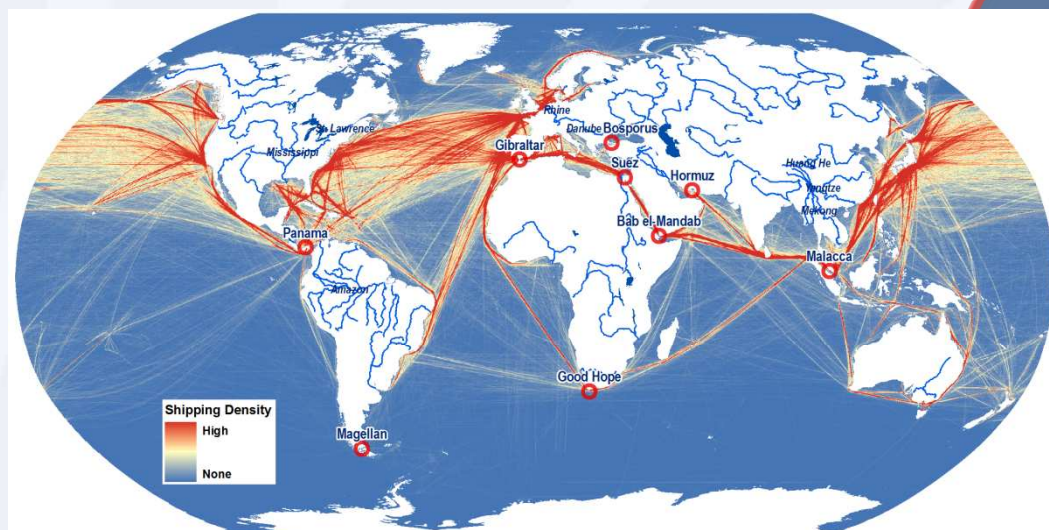 Rhine
St. Lawrence
Danube
Bosporus
Gibraltar
Mississippi
Suez
Huang He
Hormuz
Yangtze
Mekong
Bâb el-Mandab
Panama
Malacca
Amazon
Good Hope
Shipping Density
High
None
Magellan